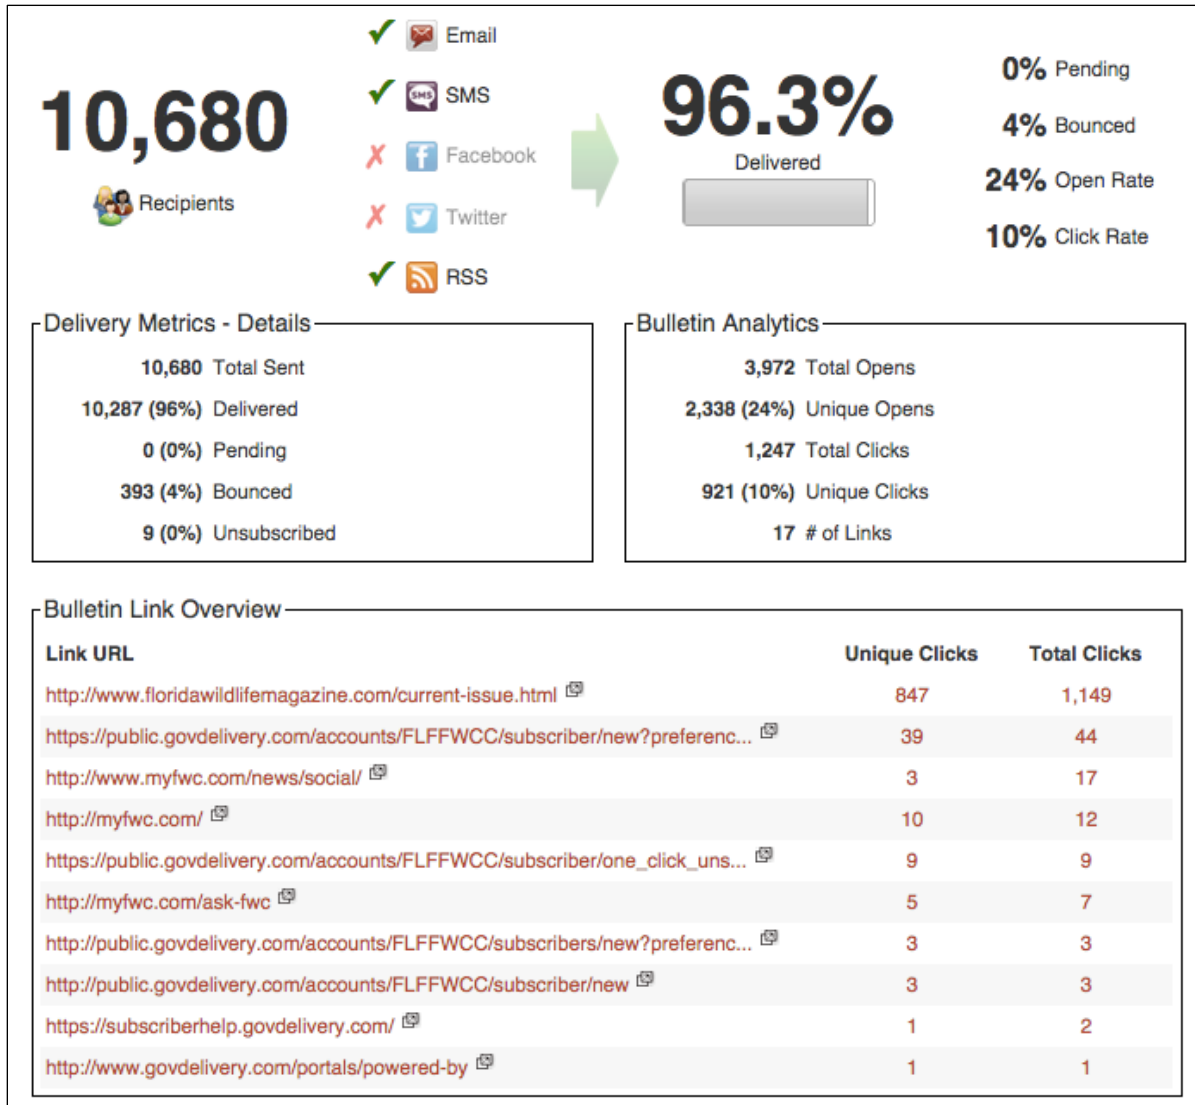 10,680
Recipients
Email
SMS
Facebook
Twitter
RSS
96.3%
Delivered
0% Pending
4% Bounced
24% Open Rate
10% Click Rate
Delivery Metrics - Details
10,680 Total Sent
10,287 (96%) Delivered
0 (0%) Pending
393 (4%) Bounced
9 (0%) Unsubscribed
Bulletin Analytics
3,972 Total Opens
2,338 (24%) Unique Opens
1,247 Total Clicks
921 (10%) Unique Clicks
17 # of Links
Bulletin Link Overview
Link URL Unique Clicks Total Clicks
http://www.floridawildlifemagazine.com/current-issue.html 847 1,149
https://public.govdelivery.com/accounts/FLFFWCC/subscriber/new?preferenc... 39 44
http://www.myfwc.com/news/social/ 3 17
http://myfwc.com/ 10 12
https://public.govdelivery.com/accounts/FLFFWCC/subscriber/one_click_uns... 9 9
http://myfwc.com/ask-fwc 5 7
http://public.govdelivery.com/accounts/FLFFWCC/subscribers/new?preferenc... 3 3
http://public.govdelivery.com/accounts/FLFFWCC/subscriber/new 3 3
https://subscriberhelp.govdelivery.com/ 1 2
http://www.govdelivery.com/portals/powered-by 1 1